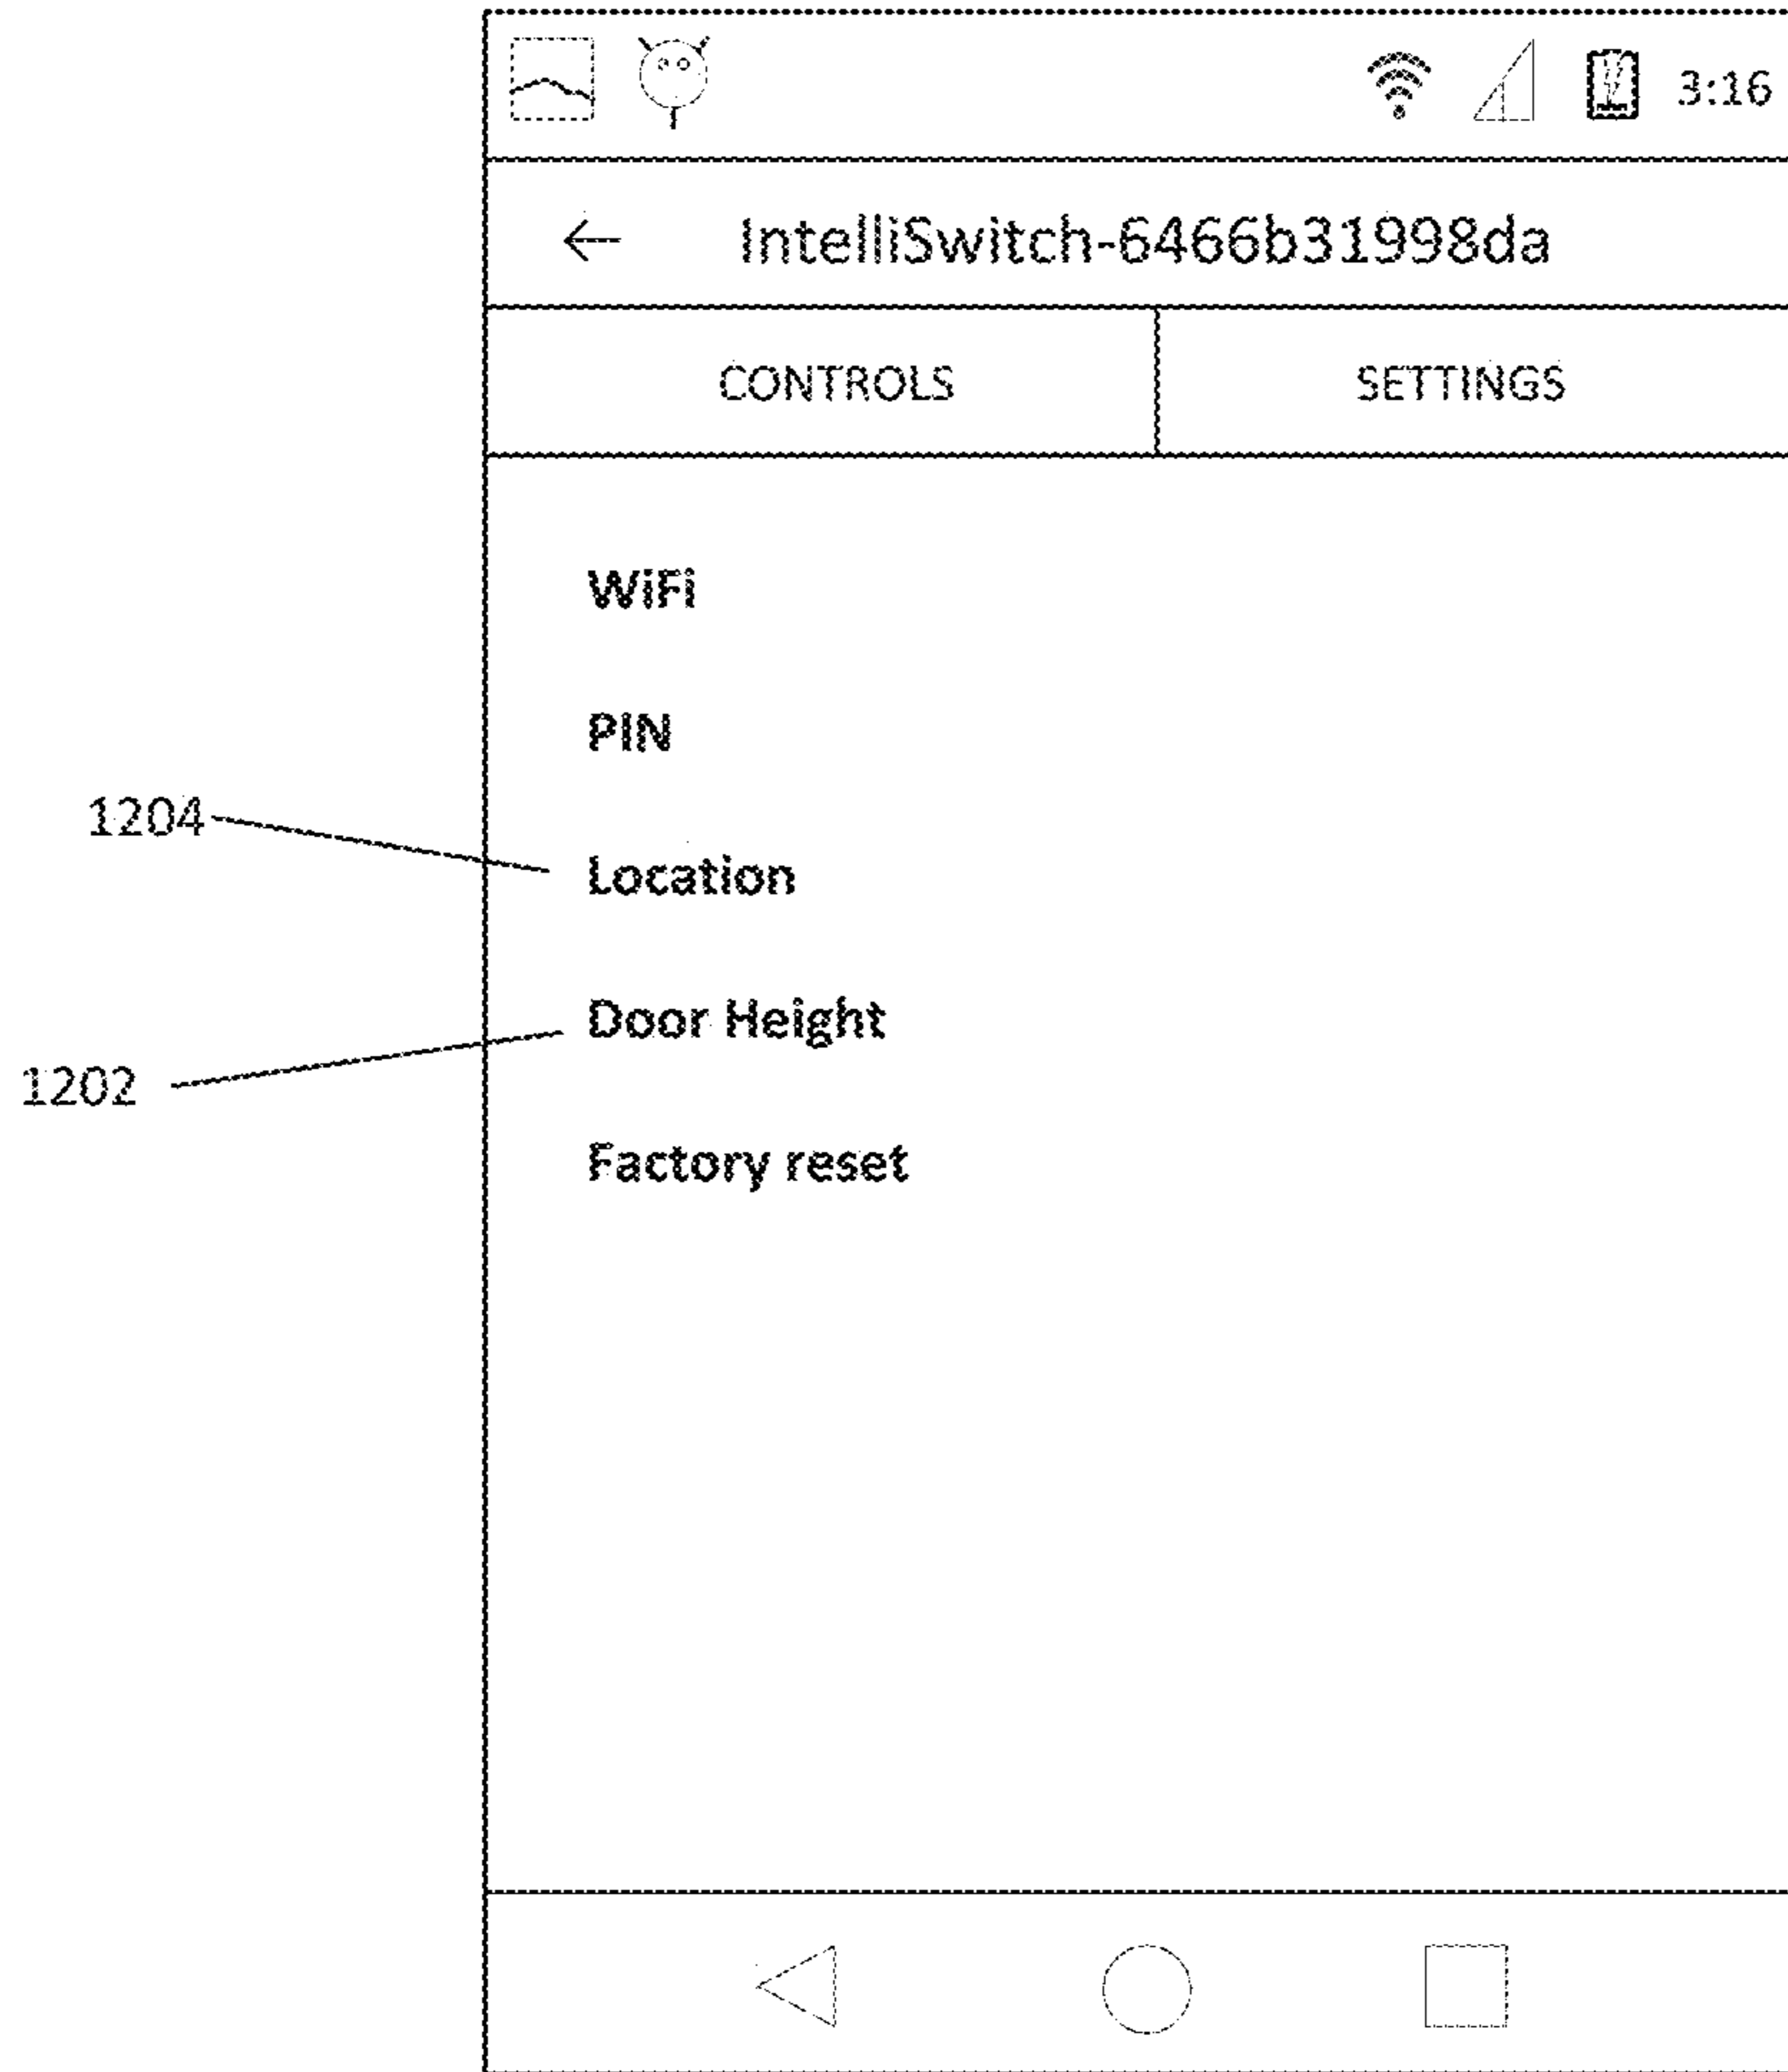 3:16
IntelliSwitch-6466b31998da
CONTROLS SETTINGS
WiFi
PIN
1204
Location
Door Height
1202
Factory reset